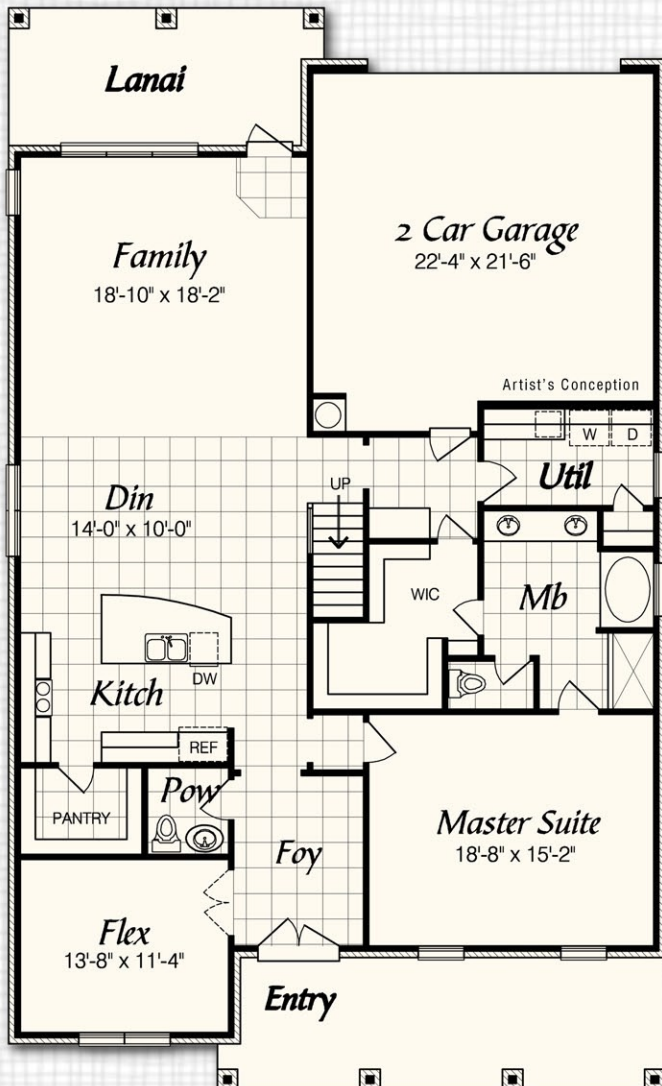 Lanai
Family
18'-10" x 18'-2"
2 Car Garage
22'-4" x 21'-6"
Artist's Conception
W D
Util
UP
Din
14'-0" x 10'-0"
WIC
Mb
DW
Kitch
REF
PANTRY
Pow
Foy
Master Suite
18'-8" x 15'-2"
Flex
13'-8" x 11'-4"
Entry